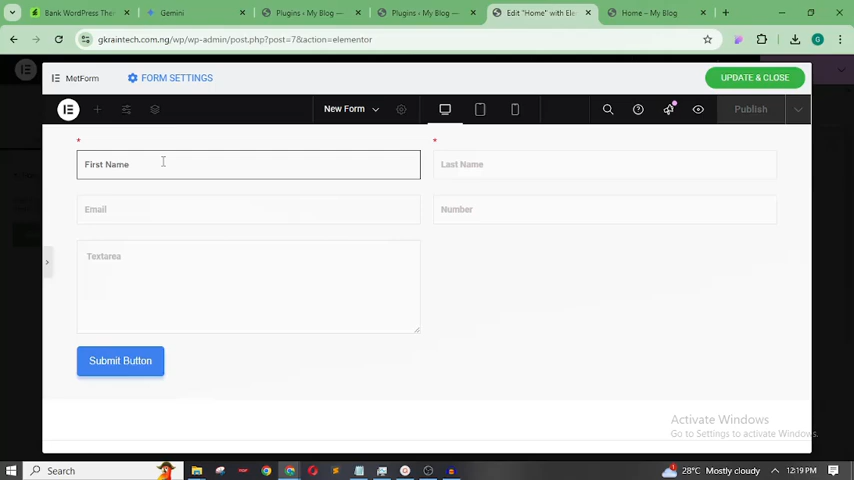 Bank WordPress The
Gemini
Plugins ‹ My Blog —
Plugins ‹ My Blog —
Edit "Home" with Ele
Home – My Blog
gkraintech.com.ng/wp/wp-admin/post.php?post=7&action=elementor
G
MetForm
FORM SETTINGS
UPDATE & CLOSE
New Form
Publish
*
*
First Name
Last Name
Email
Number
Textarea
Submit Button
Activate Windows
Go to Settings to activate Windows.
Search
28°C Mostly cloudy
12:19 PM